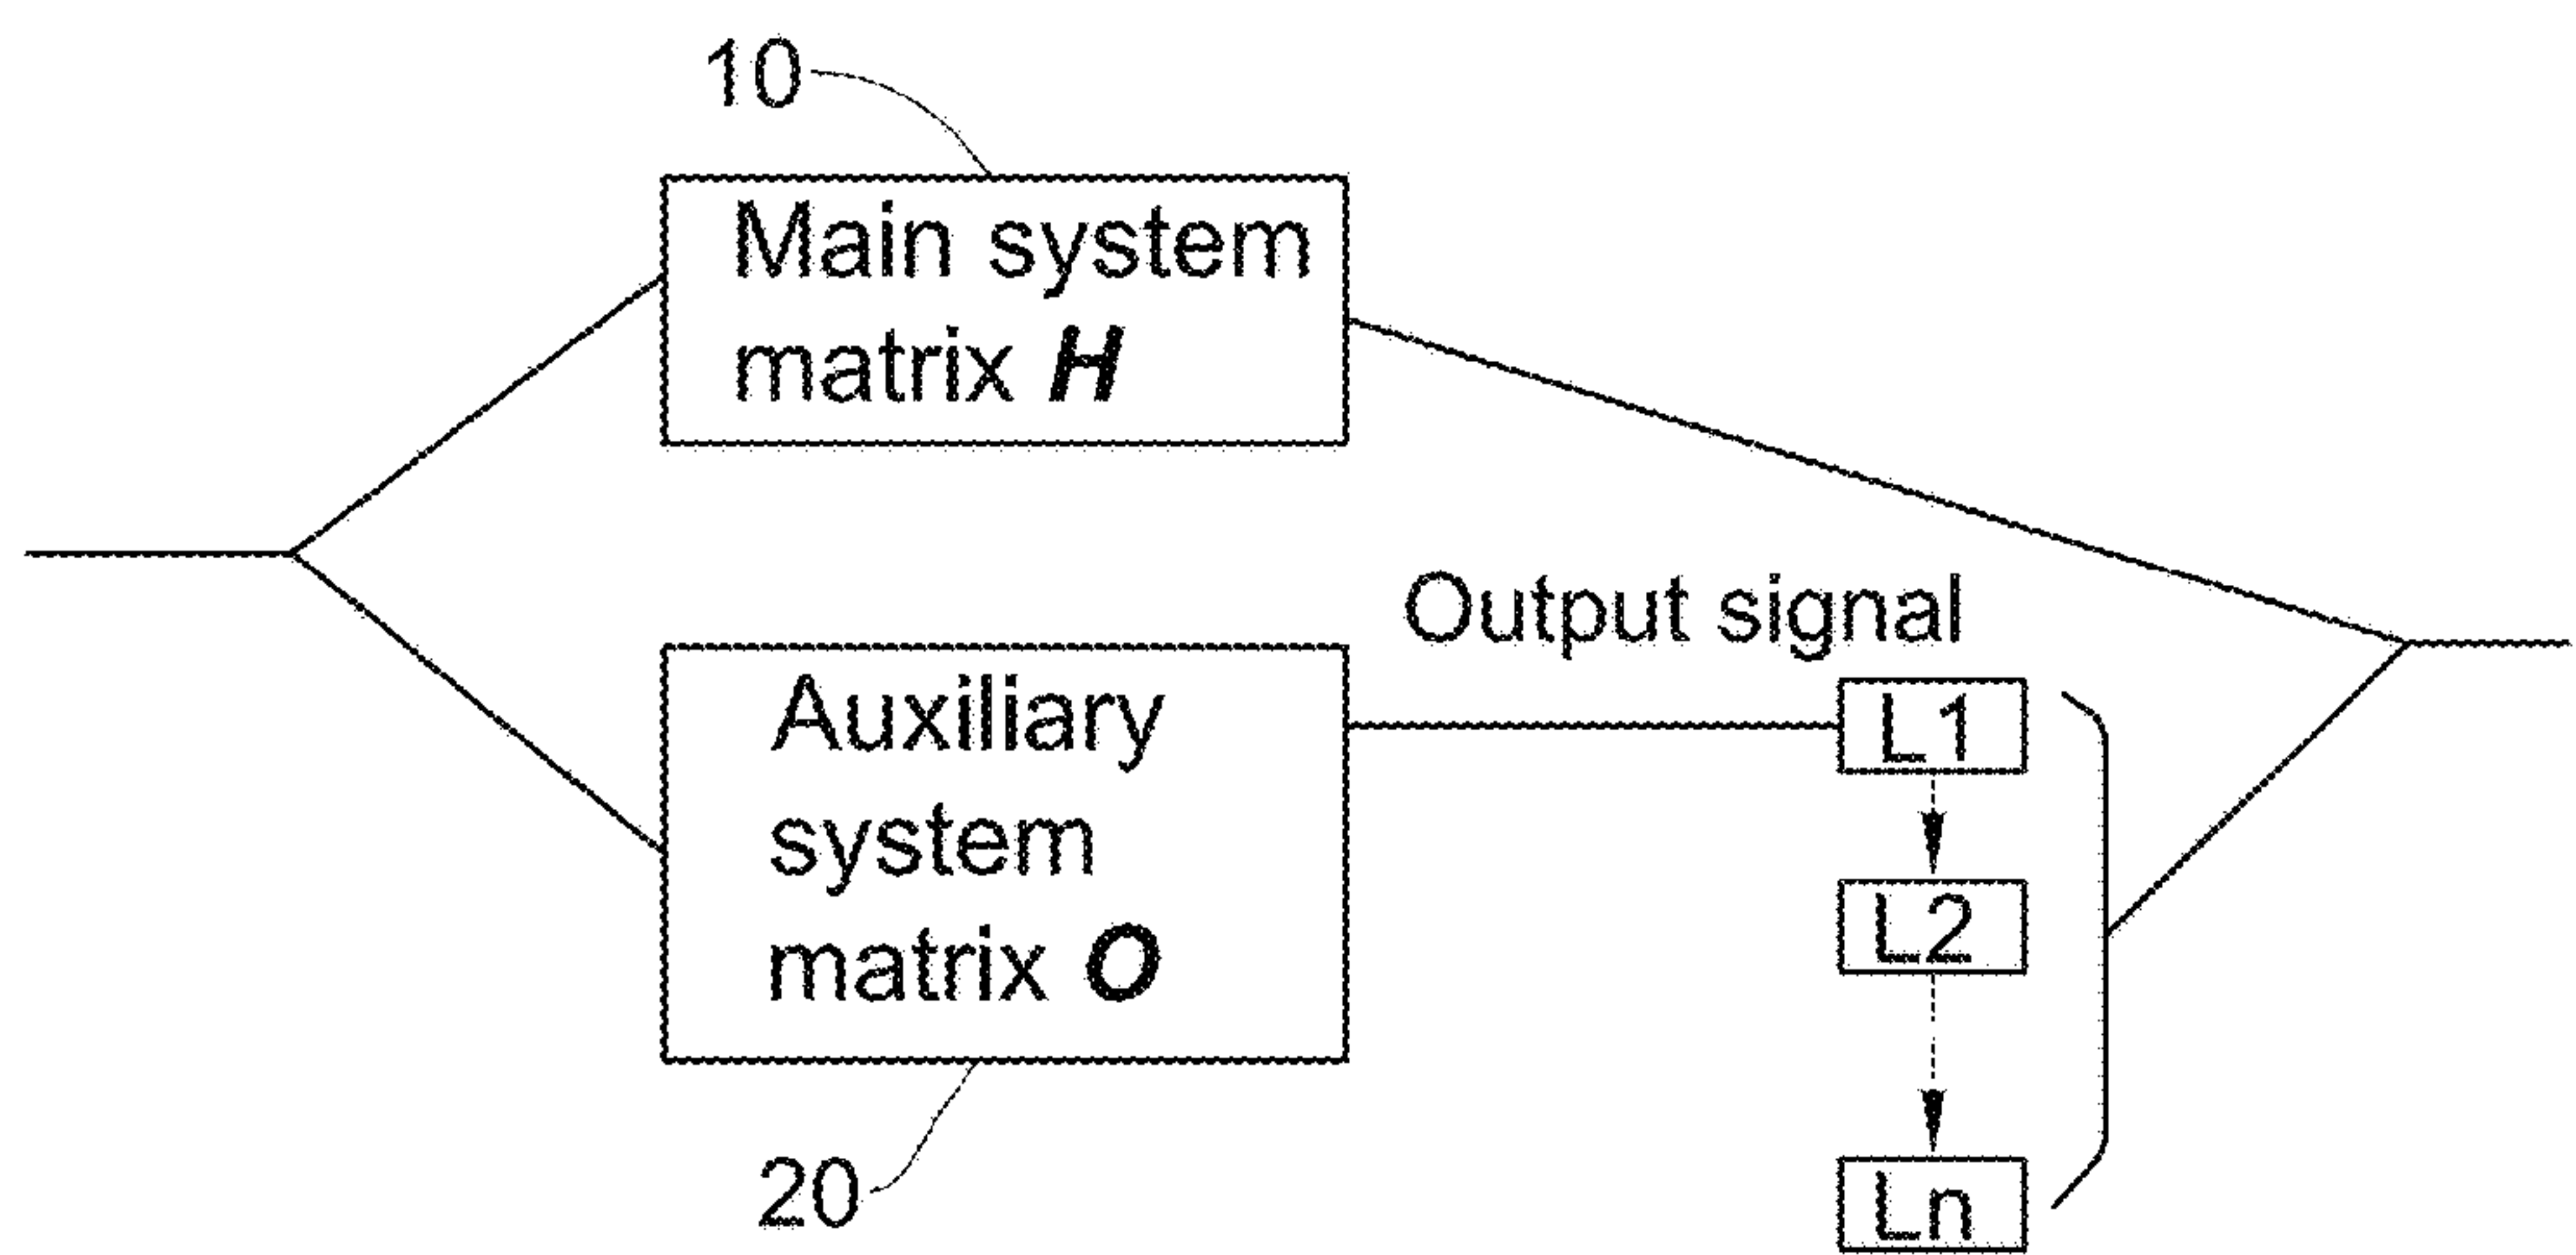 10
Main system
matrix H
Output signal
Auxiliary
system
matrix O
L1
L2
Ln
20